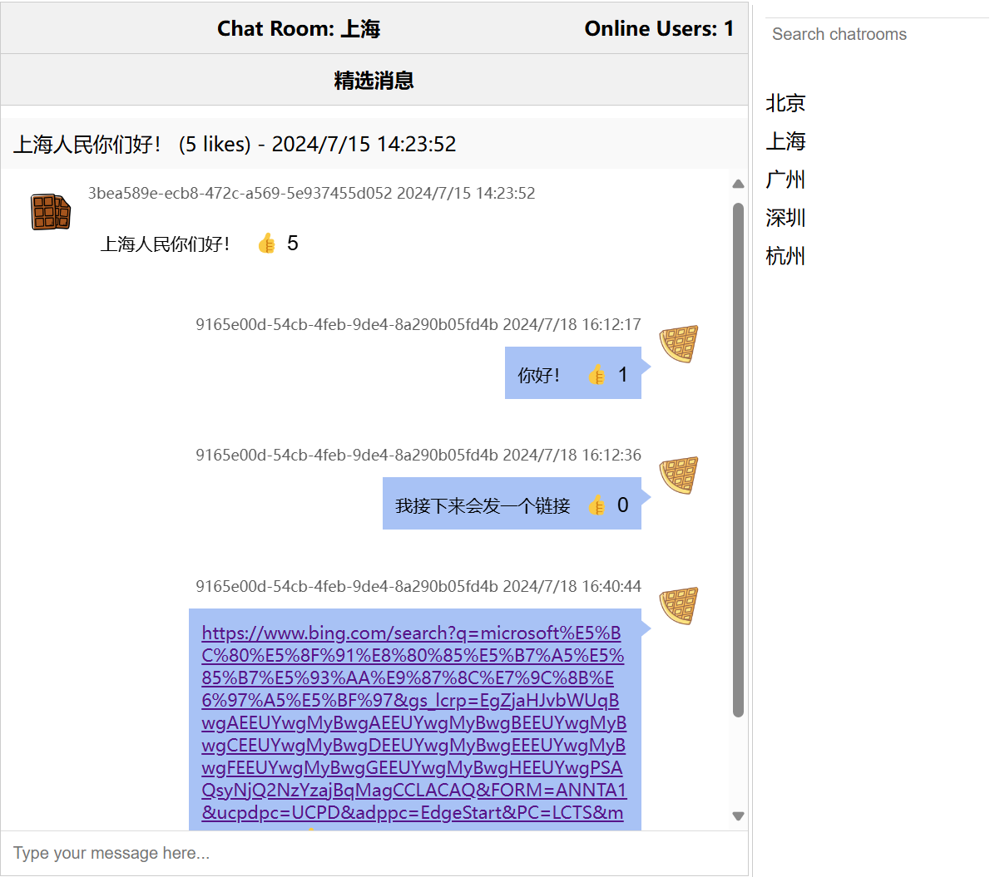 Chat Room: 上海
Online Users: 1
精选消息
上海人民你们好！ (5 likes) - 2024/7/15 14:23:52
3bea589e-ecb8-472c-a569-5e937455d052 2024/7/15 14:23:52
上海人民你们好！ 👍 5
9165e00d-54cb-4feb-9de4-8a290b05fd4b 2024/7/18 16:12:17
你好！ 👍 1
9165e00d-54cb-4feb-9de4-8a290b05fd4b 2024/7/18 16:12:36
我接下来会发一个链接 👍 0
9165e00d-54cb-4feb-9de4-8a290b05fd4b 2024/7/18 16:40:44
https://www.bing.com/search?q=microsoft%E5%B
C%80%E5%8F%91%E8%80%85%E5%B7%A5%E5%
85%B7%E5%93%AA%E9%87%8C%E7%9C%8B%E
6%97%A5%E5%BF%97&gs_lcrp=EgZjaHJvbWUqB
wgAEEUYwgMyBwgAEEUYwgMyBwgBEEUYwgMyB
wgCEEUYwgMyBwgDEEUYwgMyBwgEEEUYwgMyB
wgFEEUYwgMyBwgGEEUYwgMyBwgHEEUYwgPSA
QsyNjQ2NzYzajBqMagCCLACAQ&FORM=ANNTA1
&ucpdpc=UCPD&adppc=EdgeStart&PC=LCTS&m
Type your message here...
Search chatrooms
北京
上海
广州
深圳
杭州